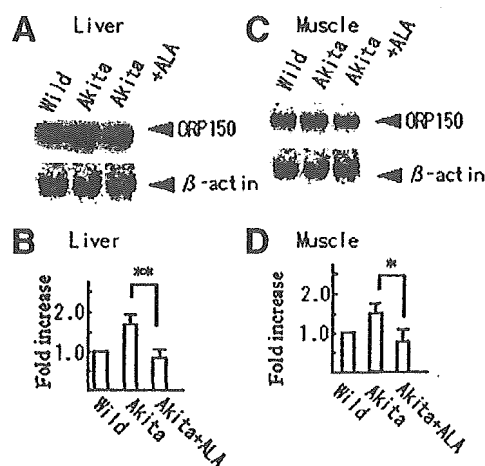 A Liver
Wild
Akita
Akita
+ALA
ORP150
β-actin
B Liver
Fold increase
2.0
1.0
**
Wild
Akita
Akita+ALA
C Muscle
Wild
Akita
Akita
+ALA
ORP150
β-actin
D Muscle
Fold increase
2.0
1.0
*
Wild
Akita
Akita+ALA